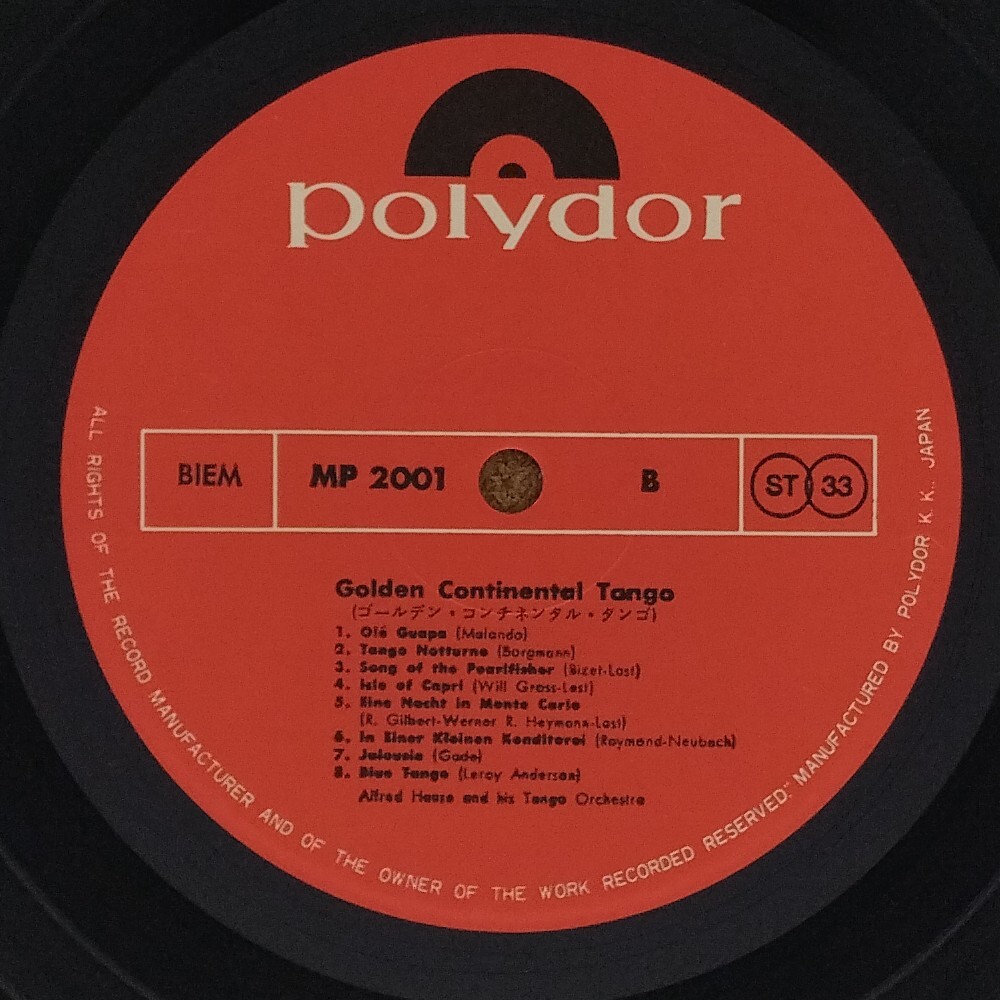 polydor
BIEM
MP 2001
B
ST 33
Golden Continental Tango
(ゴールデン・コンチネンタル・タンゴ)
1. Olé Guapa (Malando)
2. Tango Notturno (Borgmann)
3. Song of the Pearlfisher (Bizet-Last)
4. Isle of Capri (Will Gross-Last)
5. Eine Nacht in Monte Carlo
(R. Gilbert-Werner R. Heymann-Last)
6. In Einer Kleinen Konditorei (Raymond-Neubach)
7. Jalousie (Gade)
8. Blue Tango (Leroy Anderson)
Alfred Hause and his Tango Orchestra
ALL RIGHTS OF THE RECORD MANUFACTURER AND OF THE OWNER OF THE WORK RECORDED RESERVED." MANUFACTURED BY POLYDOR K. K., JAPAN